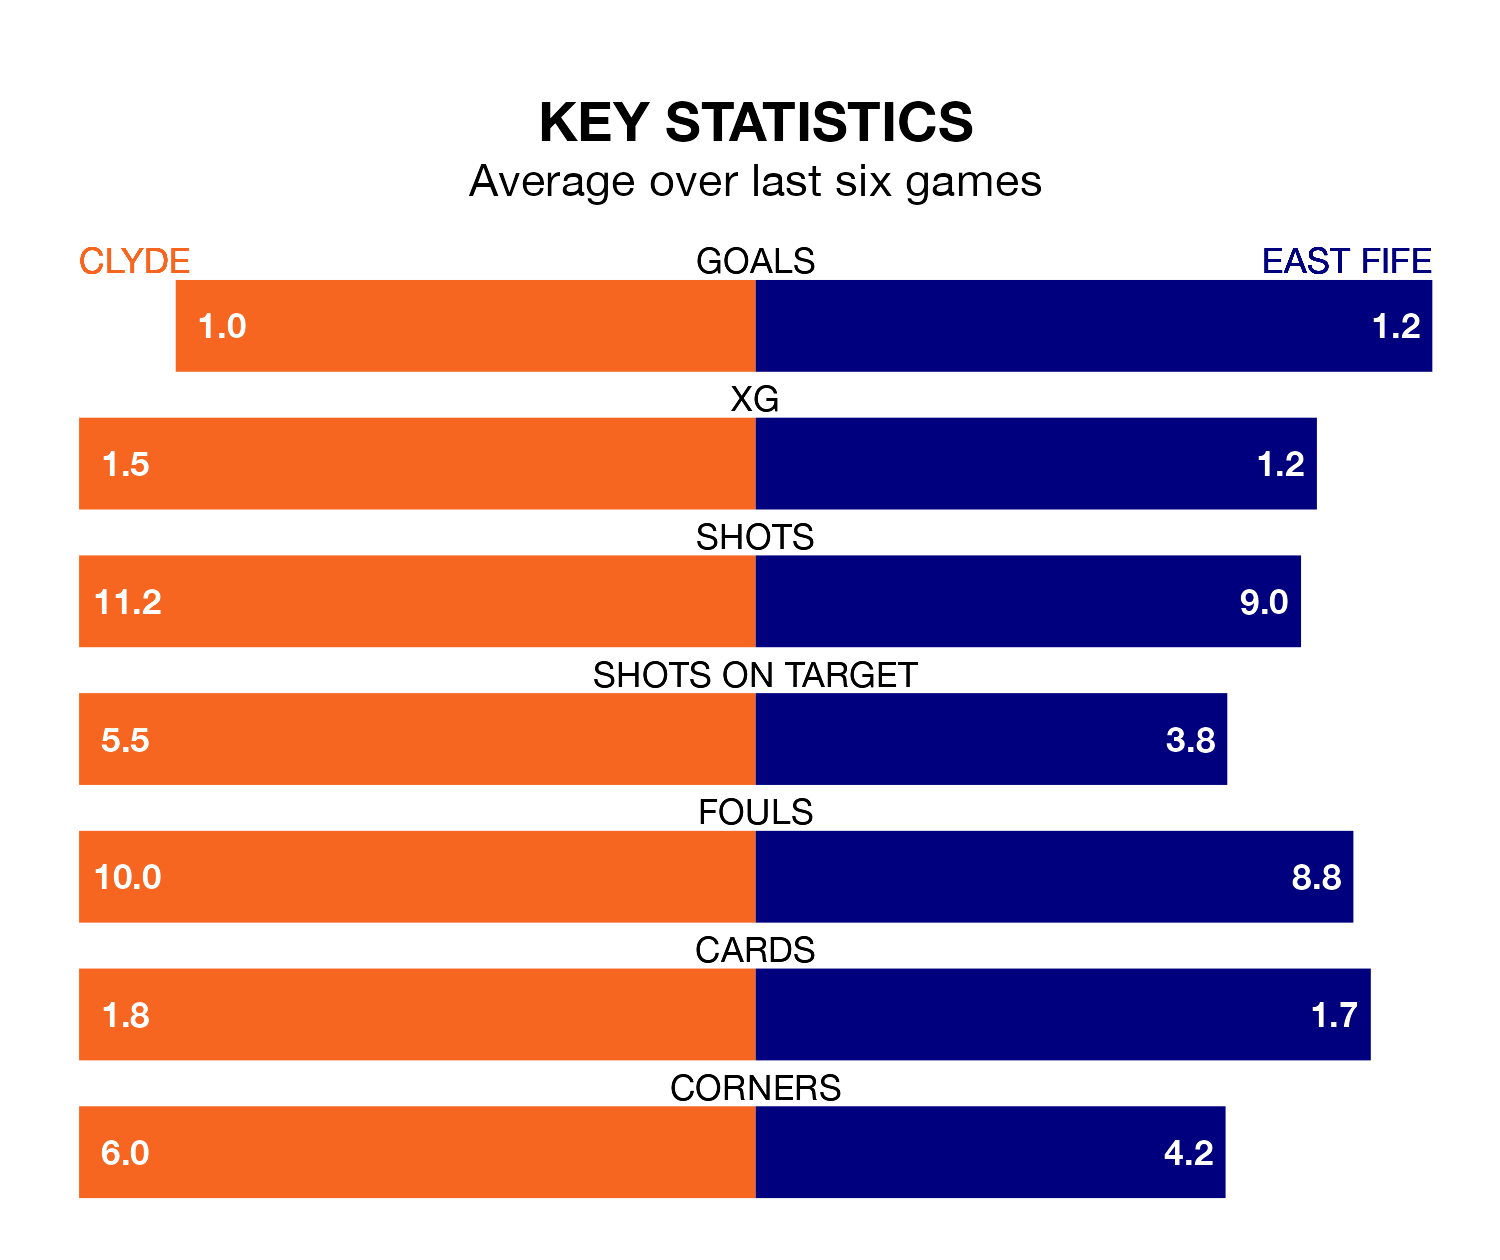 KEY STATISTICS
Average over last six games
CLYDE GOALS EAST FIFE
1.0 1.2
XG
1.5 1.2
SHOTS
11.2 9.0
SHOTS ON TARGET
5.5 3.8
FOULS
10.0 8.8
CARDS
1.8 1.7
CORNERS
6.0 4.2